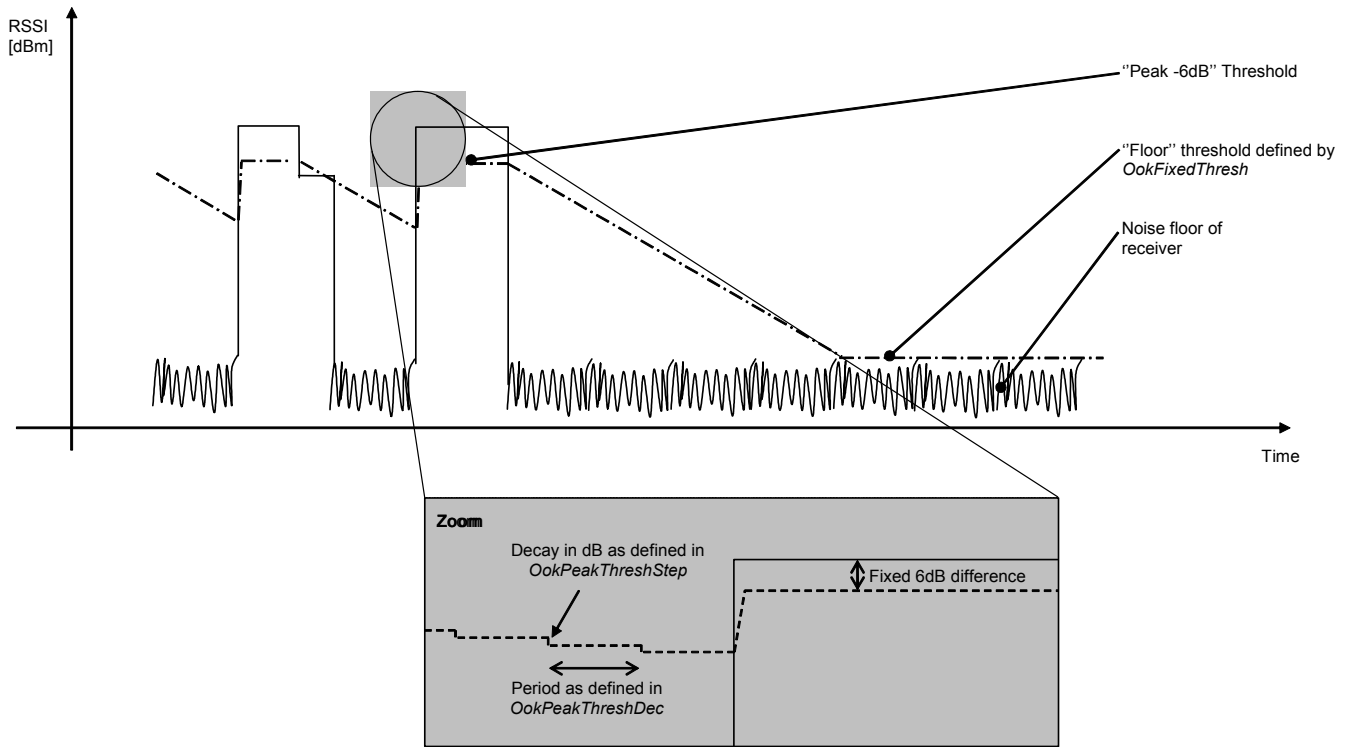 RSSI
[dBm]
‘‘Peak -6dB’’ Threshold
‘‘Floor’’ threshold defined by
OokFixedThresh
Noise floor of
receiver
Time
Zoom
Decay in dB as defined in
OokPeakThreshStep
Fixed 6dB difference
Period as defined in
OokPeakThreshDec